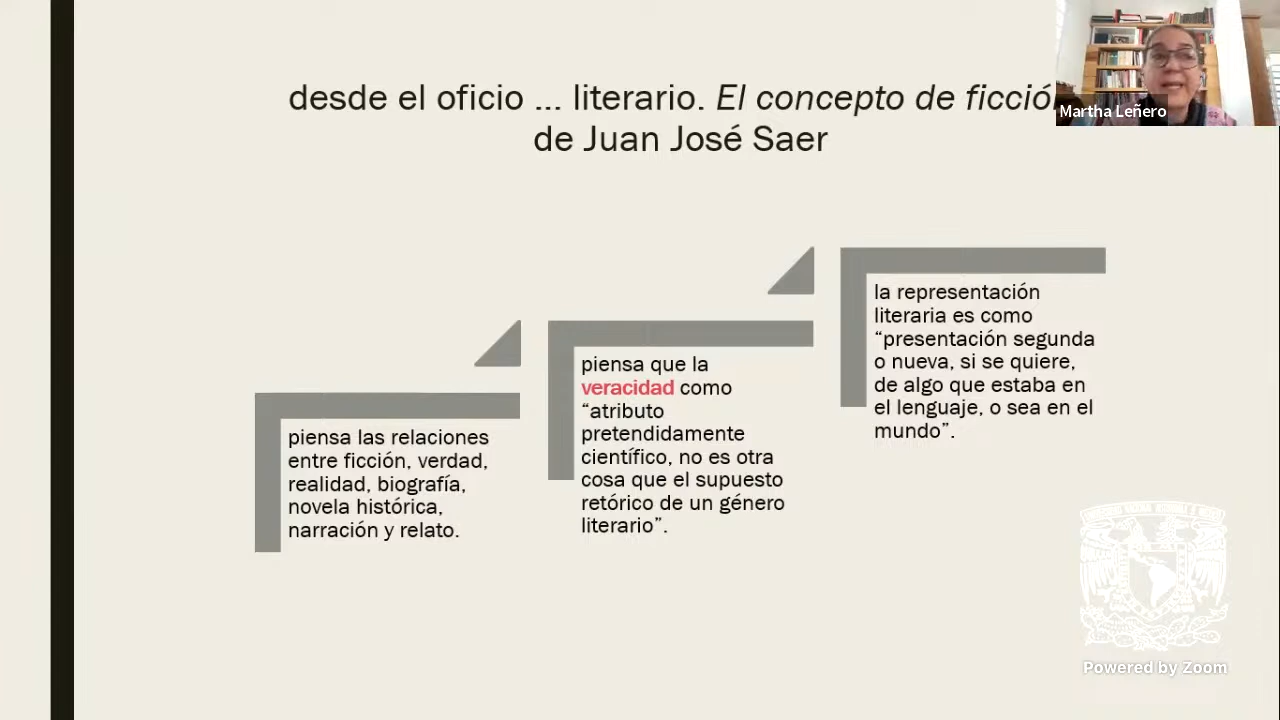 desde el oficio ... literario. El concepto de ficción
de Juan José Saer
Martha Leñero
piensa las relaciones
entre ficción, verdad,
realidad, biografía,
novela histórica,
narración y relato.
piensa que la
veracidad como
“atributo
pretendidamente
científico, no es otra
cosa que el supuesto
retórico de un género
literario”.
la representación
literaria es como
“presentación segunda
o nueva, si se quiere,
de algo que estaba en
el lenguaje, o sea en el
mundo”.
Powered by Zoom